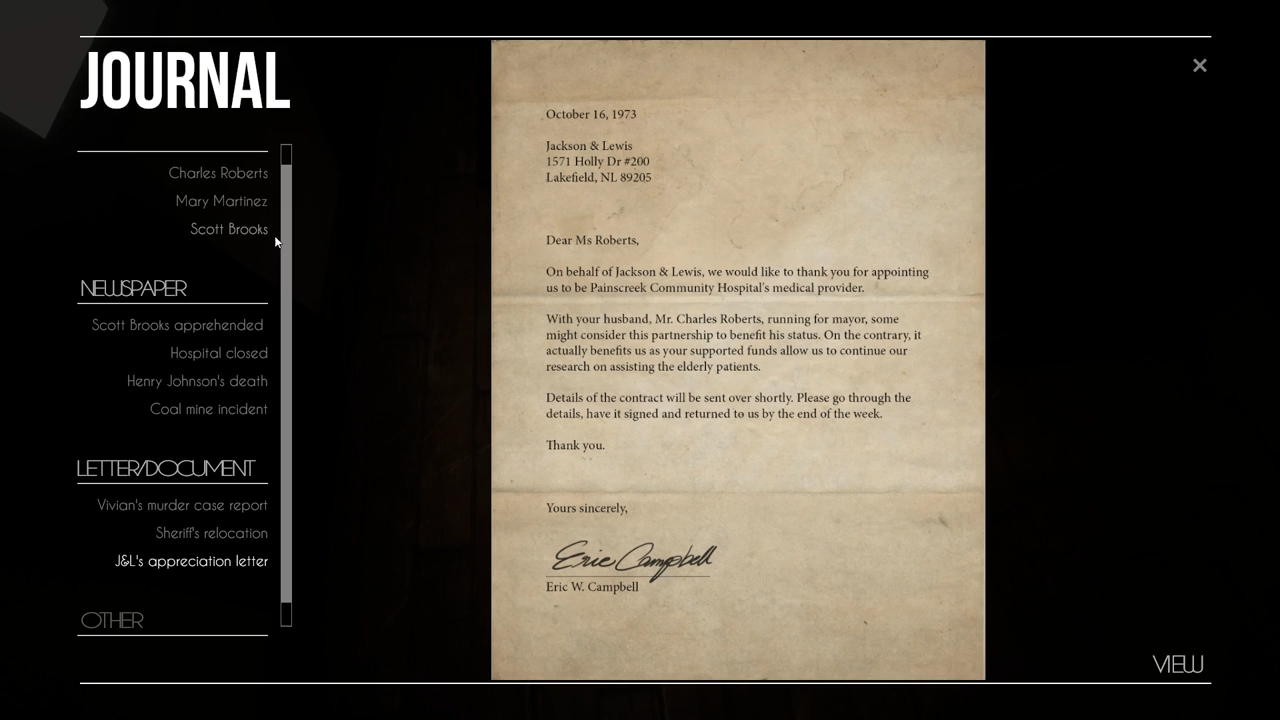 JOURNAL
×
Charles Roberts
Mary Martinez
Scott Brooks
NEWSPAPER
Scott Brooks apprehended
Hospital closed
Henry Johnson's death
Coal mine incident
LETTER/DOCUMENT
Vivian's murder case report
Sheriff's relocation
J&L's appreciation letter
OTHER
October 16, 1973
Jackson & Lewis
1571 Holly Dr #200
Lakefield, NL 89205
Dear Ms Roberts,
On behalf of Jackson & Lewis, we would like to thank you for appointing
us to be Painscreek Community Hospital's medical provider.
With your husband, Mr. Charles Roberts, running for mayor, some
might consider this partnership to benefit his status. On the contrary, it
actually benefits us as your supported funds allow us to continue our
research on assisting the elderly patients.
Details of the contract will be sent over shortly. Please go through the
details, have it signed and returned to us by the end of the week.
Thank you.
Yours sincerely,
Eric Campbell
Eric W. Campbell
VIEW